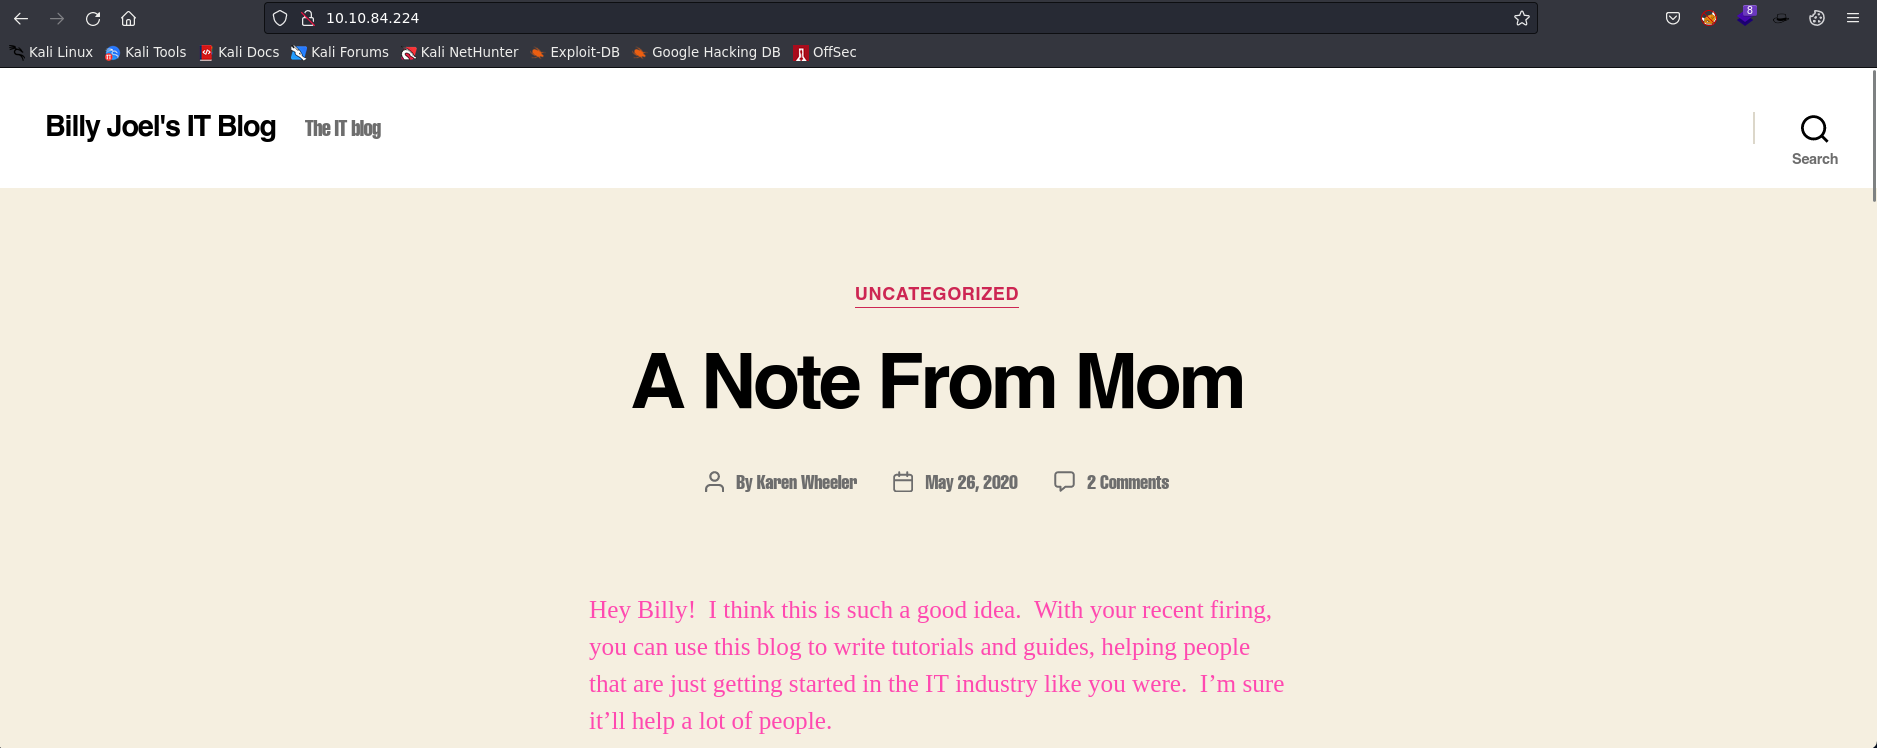 10.10.84.224
8
Kali Linux Kali Tools Kali Docs Kali Forums Kali NetHunter Exploit-DB Google Hacking DB OffSec
Billy Joel's IT Blog The IT blog
Search
UNCATEGORIZED
A Note From Mom
By Karen Wheeler May 26, 2020 2 Comments
Hey Billy!  I think this is such a good idea.  With your recent firing,
you can use this blog to write tutorials and guides, helping people
that are just getting started in the IT industry like you were.  I’m sure
it’ll help a lot of people.